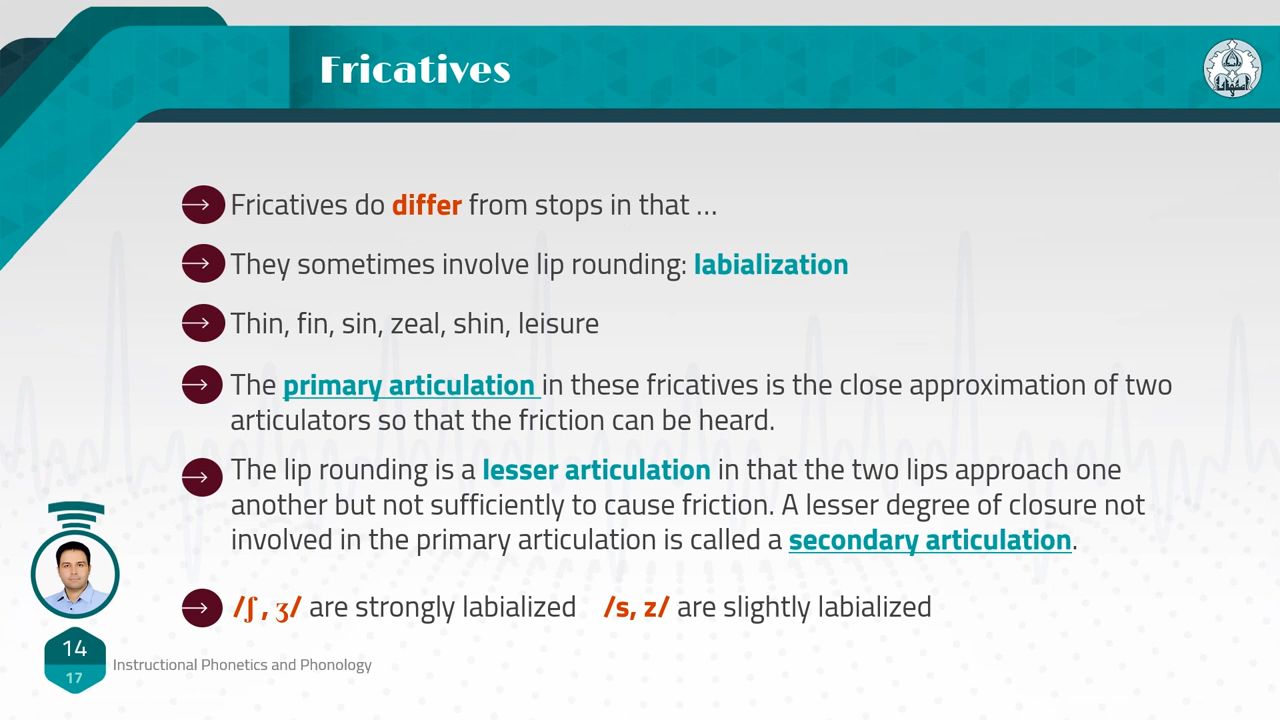 Fricatives
Fricatives do differ from stops in that ...
They sometimes involve lip rounding: labialization
Thin, fin, sin, zeal, shin, leisure
The primary articulation in these fricatives is the close approximation of two
articulators so that the friction can be heard.
The lip rounding is a lesser articulation in that the two lips approach one
another but not sufficiently to cause friction. A lesser degree of closure not
involved in the primary articulation is called a secondary articulation.
/ʃ , ʒ/ are strongly labialized /s, z/ are slightly labialized
14
17
Instructional Phonetics and Phonology